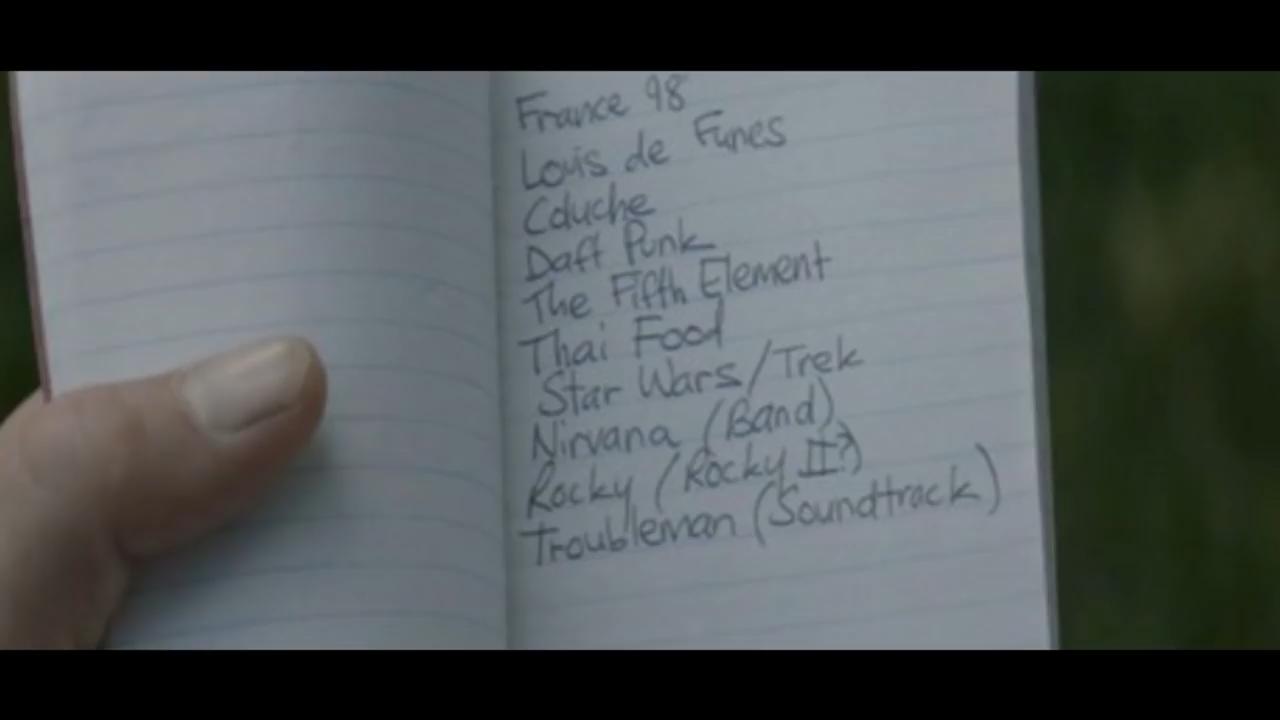 France 98
Louis de Funes
Coluche
Daft Punk
The Fifth Element
Thai Food
Star Wars/Trek
Nirvana (Band)
Rocky (Rocky II?)
Troubleman (Soundtrack)